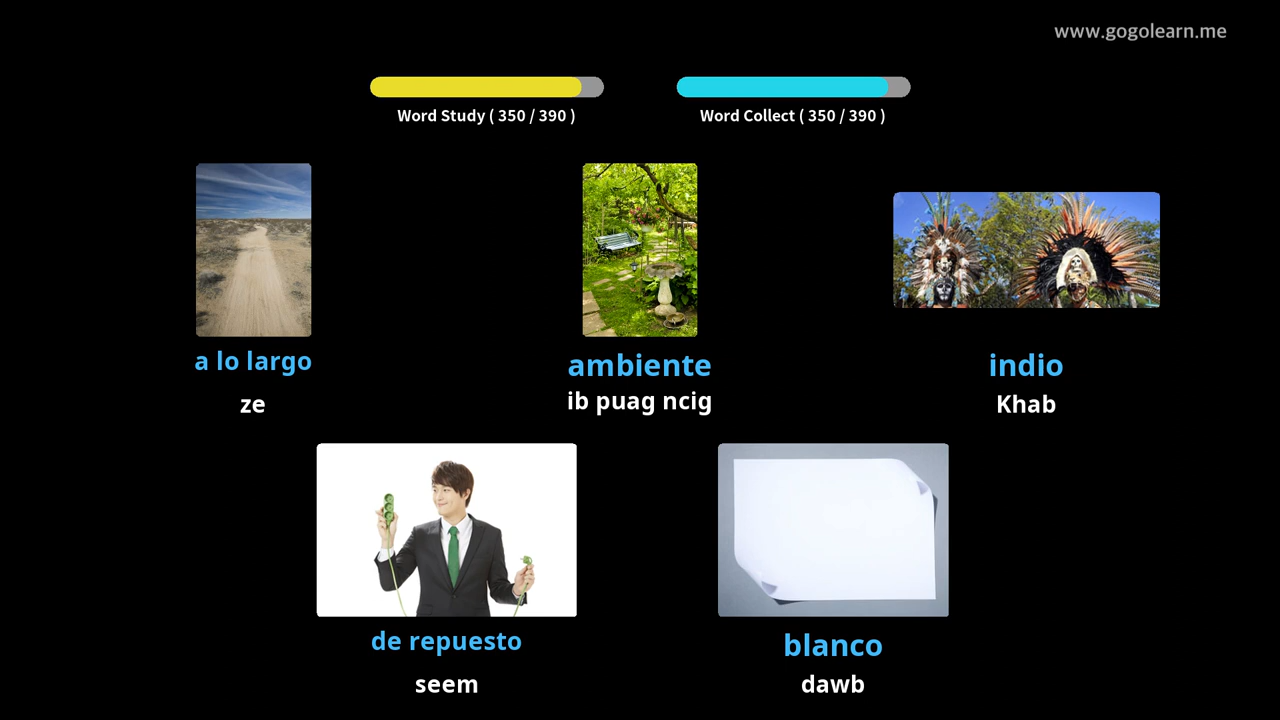 www.gogolearn.me
Word Study ( 350 / 390 )
Word Collect ( 350 / 390 )
a lo largo
ze
ambiente
ib puag ncig
indio
Khab
de repuesto
seem
blanco
dawb